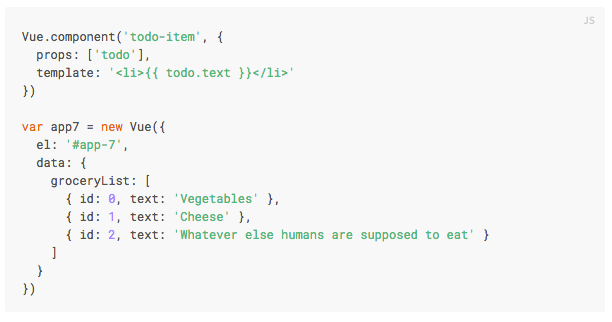 JS
Vue.component('todo-item', {
  props: ['todo'],
  template: '<li>{{ todo.text }}</li>'
})

var app7 = new Vue({
  el: '#app-7',
  data: {
    groceryList: [
      { id: 0, text: 'Vegetables' },
      { id: 1, text: 'Cheese' },
      { id: 2, text: 'Whatever else humans are supposed to eat' }
    ]
  }
})